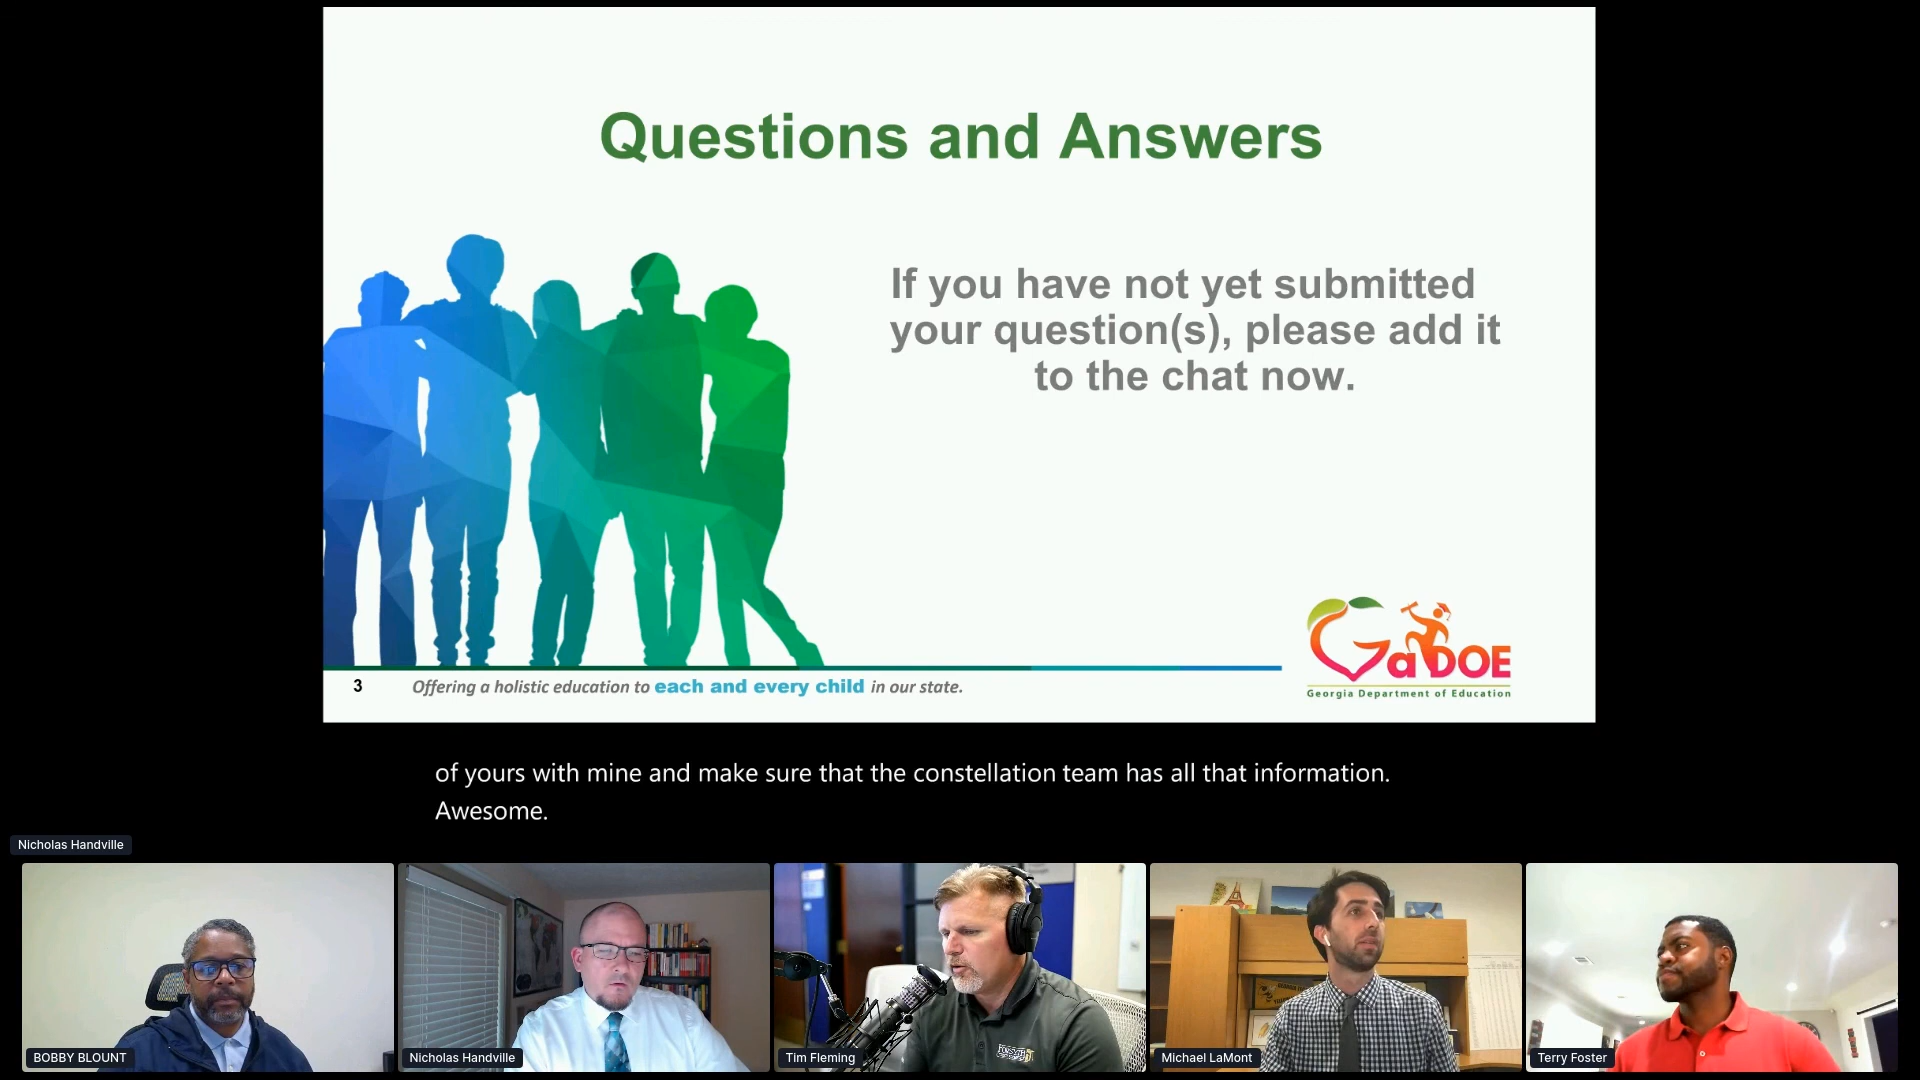 Questions and Answers
If you have not yet submitted
your question(s), please add it
to the chat now.
GaDOE
Georgia Department of Education
3
Offering a holistic education to each and every child in our state.
of yours with mine and make sure that the constellation team has all that information.
Awesome.
Nicholas Handville
BOBBY BLOUNT
Nicholas Handville
Tim Fleming
Michael LaMont
Terry Foster